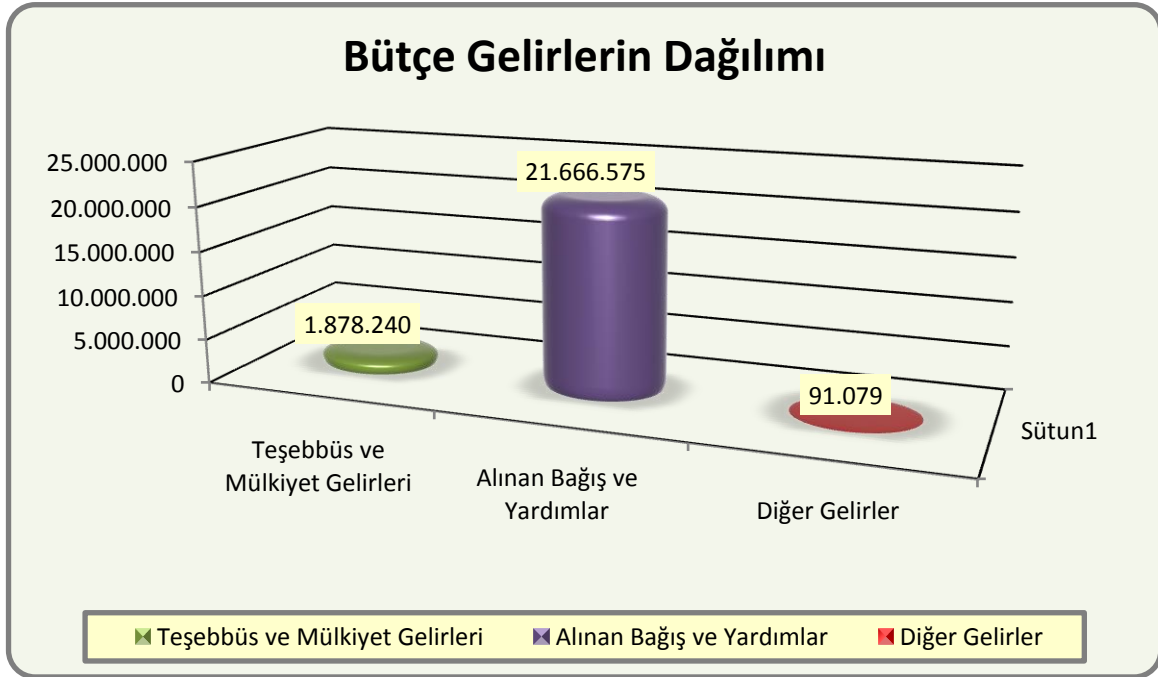 Bütçe Gelirlerin Dağılımı
25.000.000
20.000.000
15.000.000
10.000.000
5.000.000
0
1.878.240
21.666.575
91.079
Teşebbüs ve
Mülkiyet Gelirleri
Alınan Bağış ve
Yardımlar
Diğer Gelirler
Sütun1
Teşebbüs ve Mülkiyet Gelirleri
Alınan Bağış ve Yardımlar
Diğer Gelirler